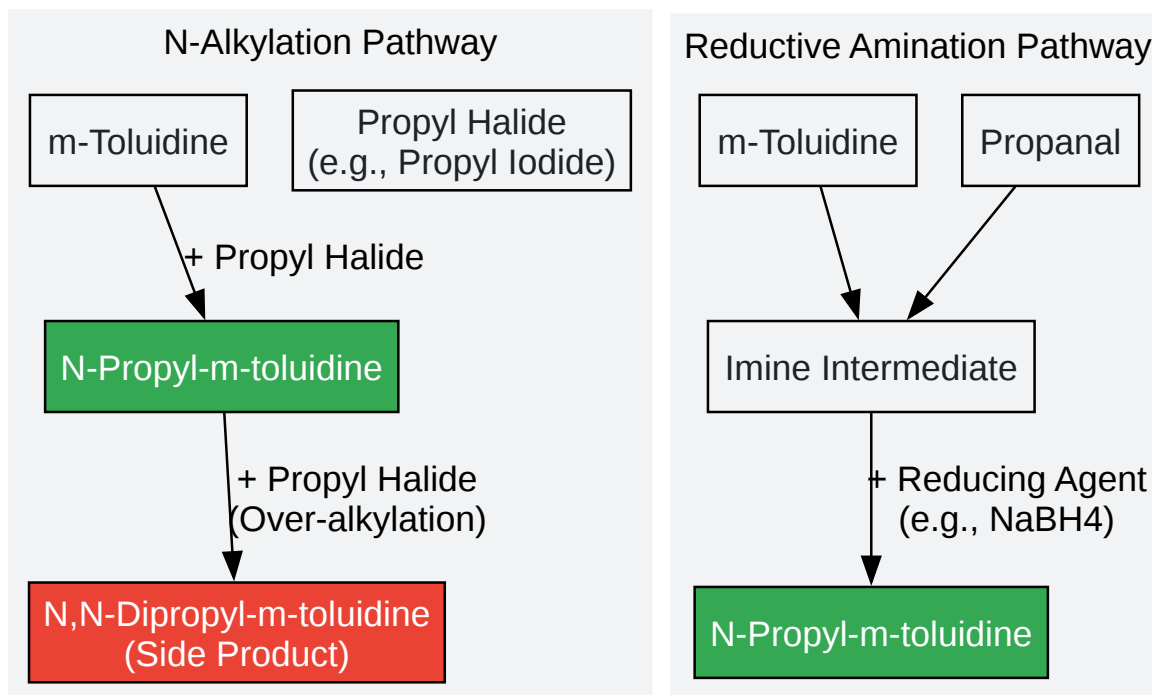 N-Alkylation Pathway
m-Toluidine
Propyl Halide
(e.g., Propyl Iodide)
+ Propyl Halide
N-Propyl-m-toluidine
+ Propyl Halide
(Over-alkylation)
N,N-Dipropyl-m-toluidine
(Side Product)
Reductive Amination Pathway
m-Toluidine
Propanal
Imine Intermediate
+ Reducing Agent
(e.g., NaBH4)
N-Propyl-m-toluidine